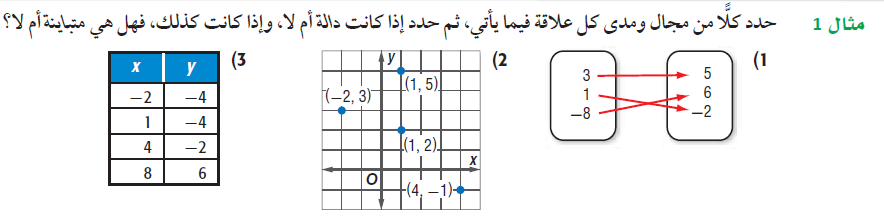 مثال 1 حدد كلًّا من مجال ومدى كل علاقة فيما يأتي، ثم حدد إذا كانت دالة أم لا، وإذا كانت كذلك، فهل هي متباينة أم لا؟
(1
3 5
1 6
−8 −2
(2
y
(1, 5)
(−2, 3)
(1, 2)
x
O
(4, −1)
(3
x y
−2 −4
1 −4
4 −2
8 6